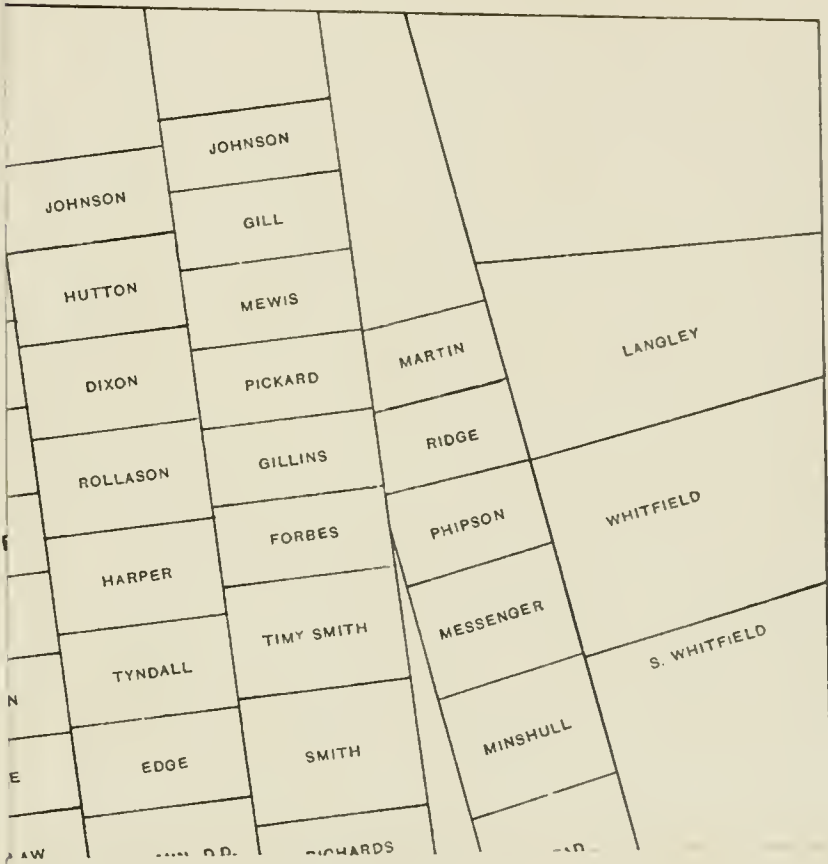 JOHNSON
HUTTON
DIXON
ROLLASON
HARPER
TYNDALL
EDGE
JOHNSON
GILL
MEWIS
PICKARD
GILLINS
FORBES
TIMY SMITH
SMITH
RICHARDS
MARTIN
RIDGE
PHIPSON
MESSENGER
MINSHULL
LANGLEY
WHITFIELD
S. WHITFIELD
N
E
AW
D.D.